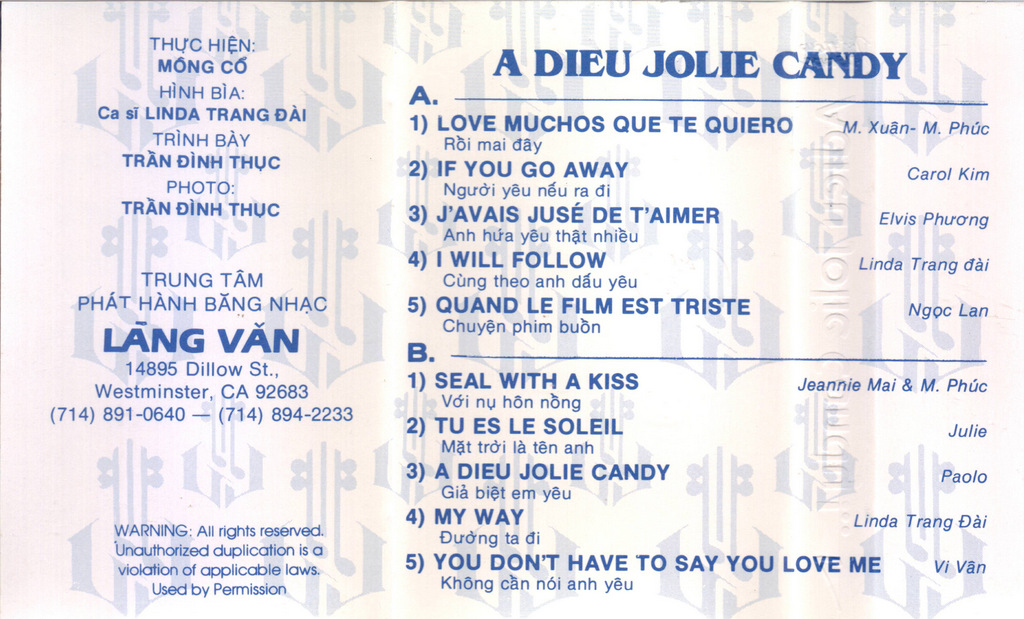 THỰC HIỆN:
MÔNG CỔ
HÌNH BÌA:
Ca sĩ LINDA TRANG ĐÀI
TRÌNH BÀY
TRẦN ĐÌNH THỤC
PHOTO:
TRẦN ĐÌNH THỤC
TRUNG TÂM
PHÁT HÀNH BĂNG NHẠC
LÀNG VĂN
14895 Dillow St.,
Westminster, CA 92683
(714) 891-0640 — (714) 894-2233
WARNING: All rights reserved.
Unauthorized duplication is a
violation of applicable laws.
Used by Permission
A DIEU JOLIE CANDY
A.
1) LOVE MUCHOS QUE TE QUIERO M. Xuân- M. Phúc
Rồi mai đây
2) IF YOU GO AWAY Carol Kim
Người yêu nếu ra đi
3) J'AVAIS JUSÉ DE T'AIMER Elvis Phương
Anh hứa yêu thật nhiều
4) I WILL FOLLOW Linda Trang đài
Cùng theo anh dấu yêu
5) QUAND LE FILM EST TRISTE Ngọc Lan
Chuyện phim buồn
B.
1) SEAL WITH A KISS Jeannie Mai & M. Phúc
Với nụ hôn nồng
2) TU ES LE SOLEIL Julie
Mặt trời là tên anh
3) A DIEU JOLIE CANDY Paolo
Giả biệt em yêu
4) MY WAY Linda Trang Đài
Đường ta đi
5) YOU DON'T HAVE TO SAY YOU LOVE ME Vi Vân
Không cần nói anh yêu